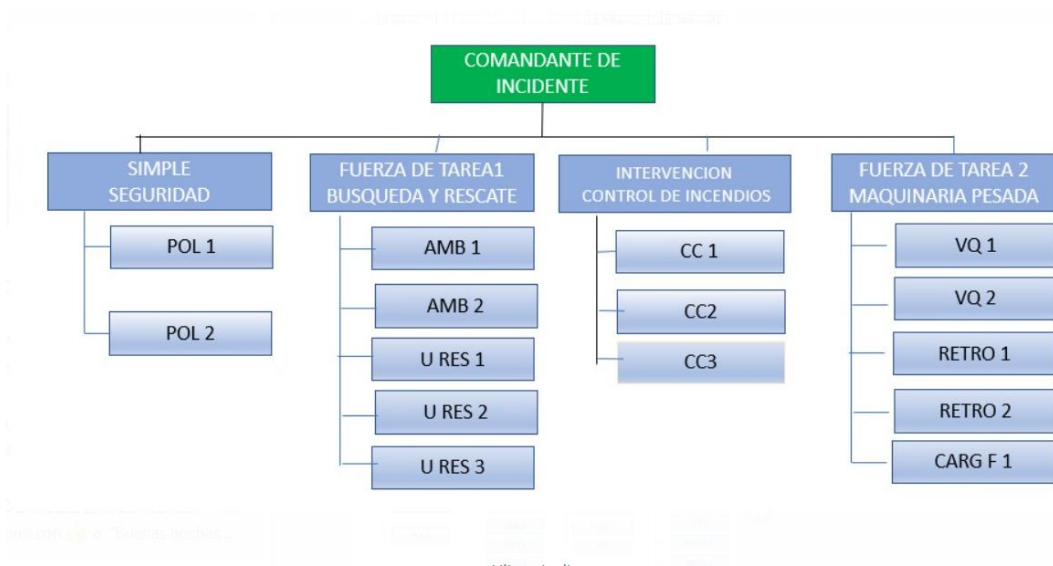 COMANDANTE DE
INCIDENTE
SIMPLE
SEGURIDAD
POL 1
POL 2
FUERZA DE TAREA1
BUSQUEDA Y RESCATE
AMB 1
AMB 2
U RES 1
U RES 2
U RES 3
INTERVENCION
CONTROL DE INCENDIOS
CC 1
CC2
CC3
FUERZA DE TAREA 2
MAQUINARIA PESADA
VQ 1
VQ 2
RETRO 1
RETRO 2
CARG F 1